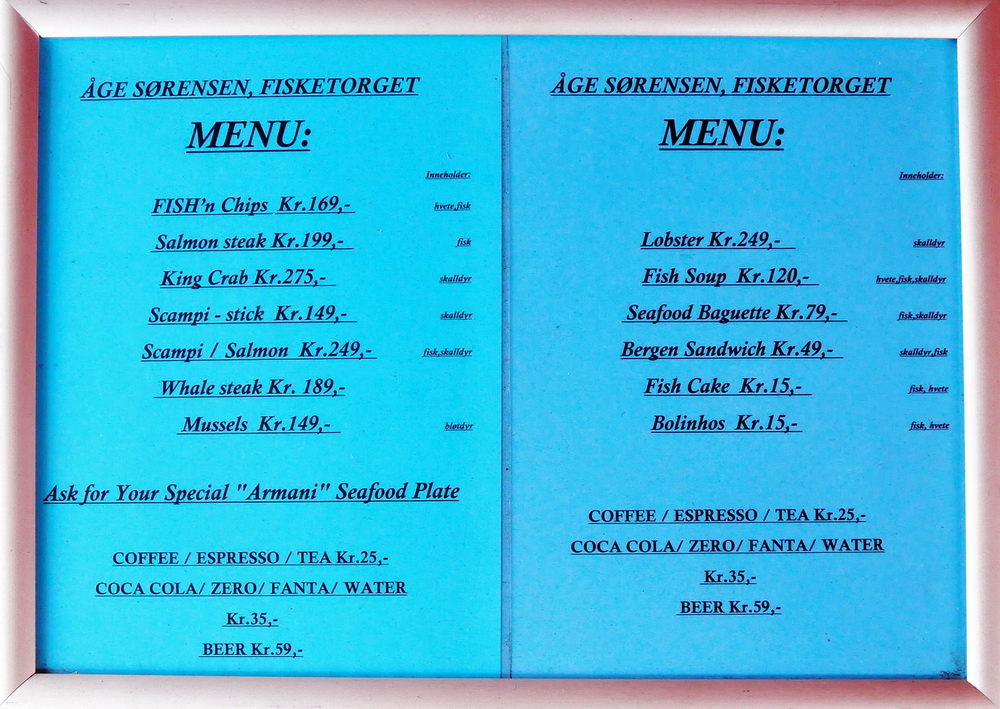 ÅGE SØRENSEN, FISKETORGET
MENU:
Inneholder:
FISH'n Chips Kr.169,- hvete,fisk
Salmon steak Kr.199,- fisk
King Crab Kr.275,- skalldyr
Scampi - stick Kr.149,- skalldyr
Scampi / Salmon Kr.249,- fisk,skalldyr
Whale steak Kr. 189,-
Mussels Kr.149,- bløtdyr
Ask for Your Special "Armani" Seafood Plate
COFFEE / ESPRESSO / TEA Kr.25,-
COCA COLA/ ZERO/ FANTA/ WATER
Kr.35,-
BEER Kr.59,-
ÅGE SØRENSEN, FISKETORGET
MENU:
Inneholder:
Lobster Kr.249,- skalldyr
Fish Soup Kr.120,- hvete,fisk,skalldyr
Seafood Baguette Kr.79,- fisk,skalldyr
Bergen Sandwich Kr.49,- skalldyr,fisk
Fish Cake Kr.15,- fisk, hvete
Bolinhos Kr.15,- fisk, hvete
COFFEE / ESPRESSO / TEA Kr.25,-
COCA COLA/ ZERO/ FANTA/ WATER
Kr.35,-
BEER Kr.59,-